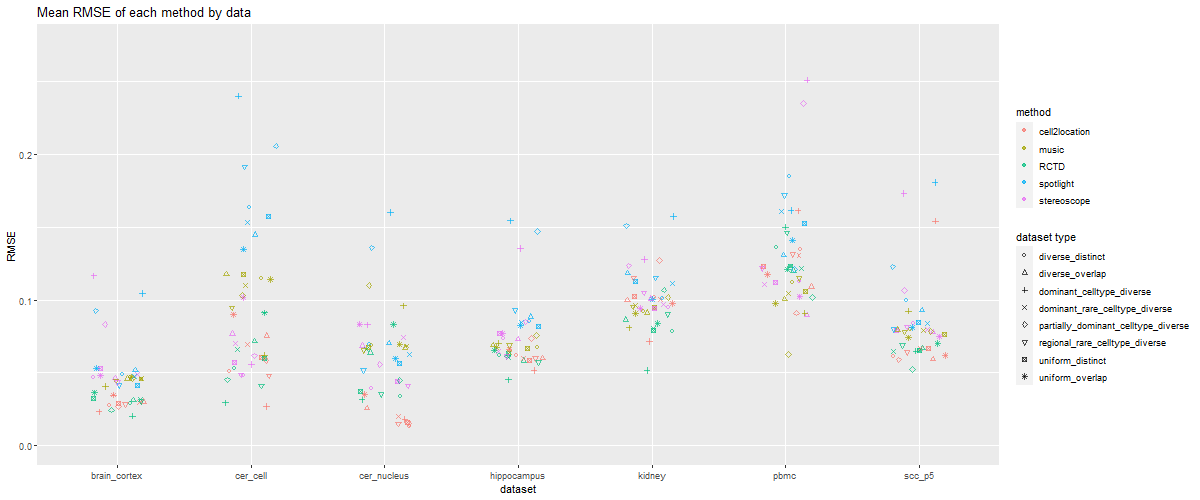 Mean RMSE of each method by data
RMSE
0.2
0.1
0.0
brain_cortex
cer_cell
cer_nucleus
hippocampus
kidney
pbmc
scc_p5
dataset
method
cell2location
music
RCTD
spotlight
stereoscope
dataset type
diverse_distinct
diverse_overlap
dominant_celltype_diverse
dominant_rare_celltype_diverse
partially_dominant_celltype_diverse
regional_rare_celltype_diverse
uniform_distinct
uniform_overlap